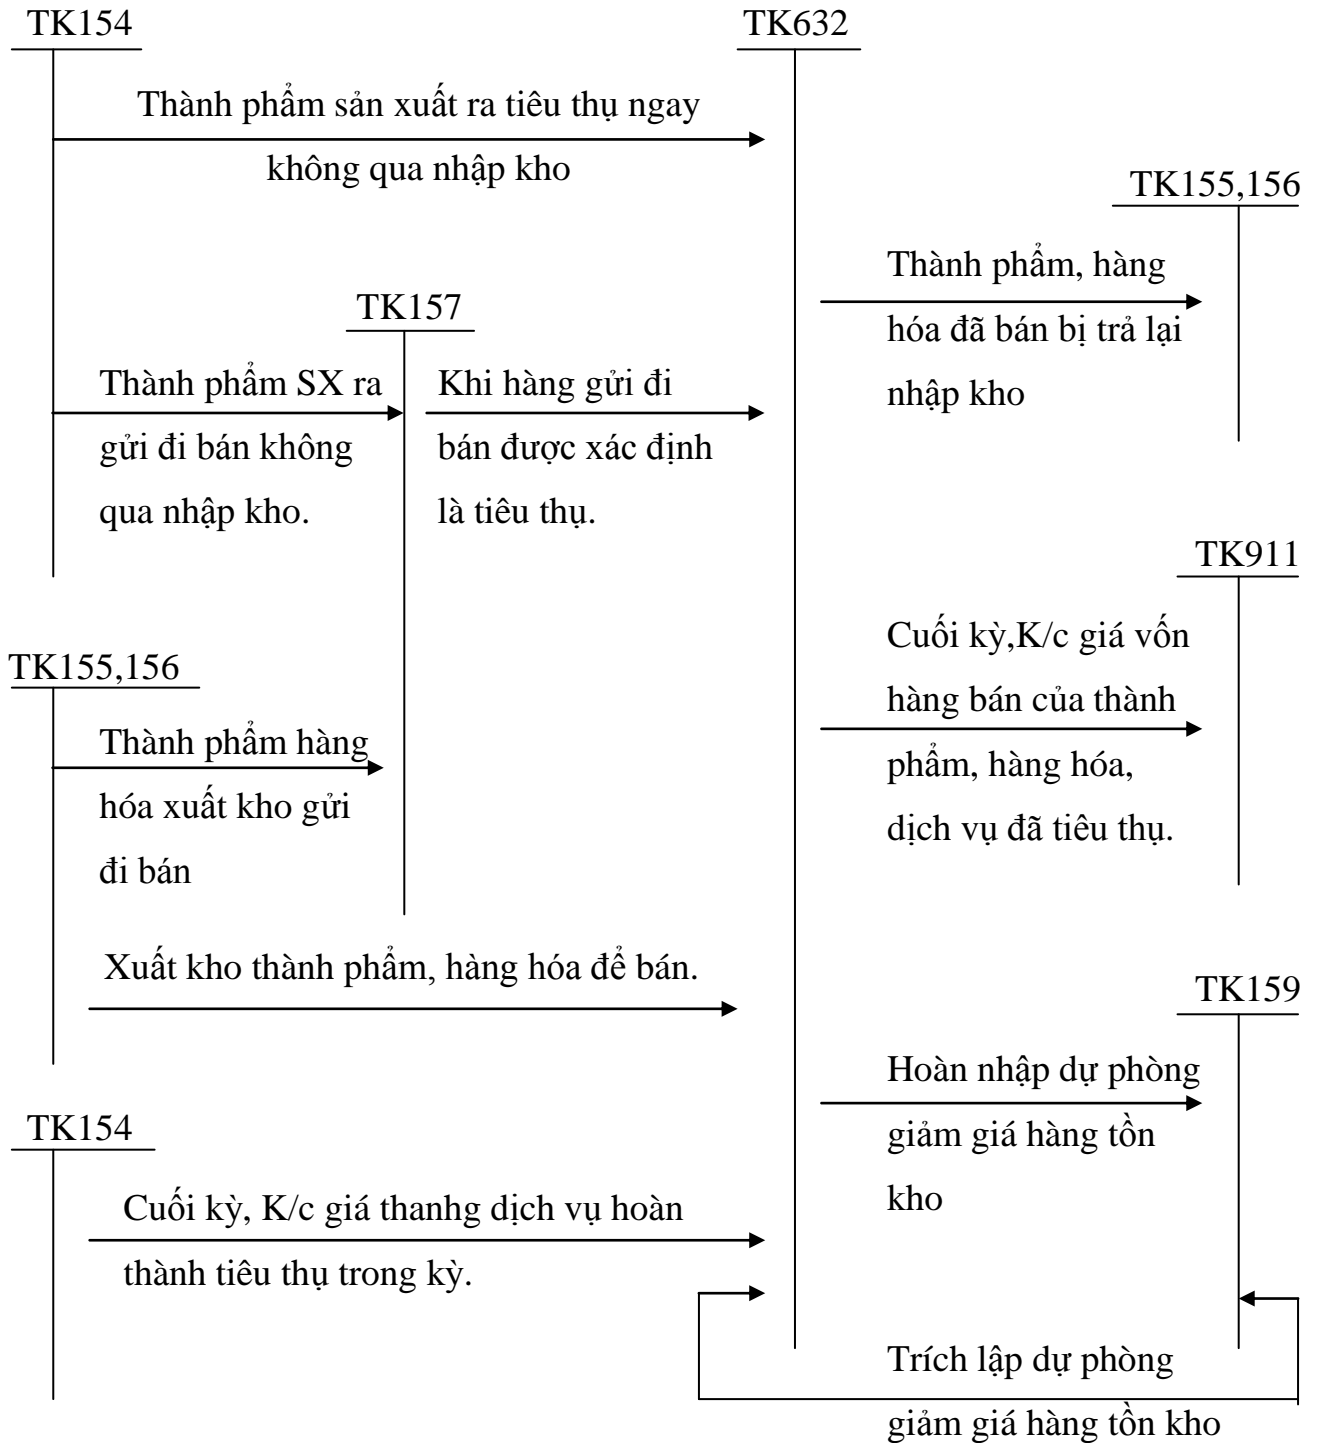 TK154
TK632
Thành phẩm sản xuất ra tiêu thụ ngay
không qua nhập kho
TK155,156
Thành phẩm, hàng
hóa đã bán bị trả lại
nhập kho
TK157
Thành phẩm SX ra
gửi đi bán không
qua nhập kho.
Khi hàng gửi đi
bán được xác định
là tiêu thụ.
TK911
Cuối kỳ,K/c giá vốn
hàng bán của thành
phẩm, hàng hóa,
dịch vụ đã tiêu thụ.
TK155,156
Thành phẩm hàng
hóa xuất kho gửi
đi bán
Xuất kho thành phẩm, hàng hóa để bán.
TK159
Hoàn nhập dự phòng
giảm giá hàng tồn
kho
TK154
Cuối kỳ, K/c giá thanhg dịch vụ hoàn
thành tiêu thụ trong kỳ.
Trích lập dự phòng
giảm giá hàng tồn kho